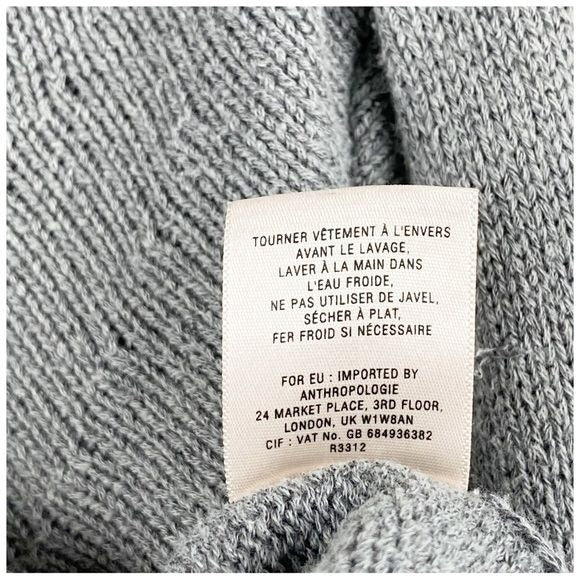 TOURNER VÊTEMENT À L'ENVERS
AVANT LE LAVAGE,
LAVER À LA MAIN DANS
L'EAU FROIDE,
NE PAS UTILISER DE JAVEL,
SÉCHER À PLAT,
FER FROID SI NÉCESSAIRE
FOR EU : IMPORTED BY
ANTHROPOLOGIE
24 MARKET PLACE, 3RD FLOOR,
LONDON, UK W1W8AN
CIF : VAT No. GB 684936382
R3312